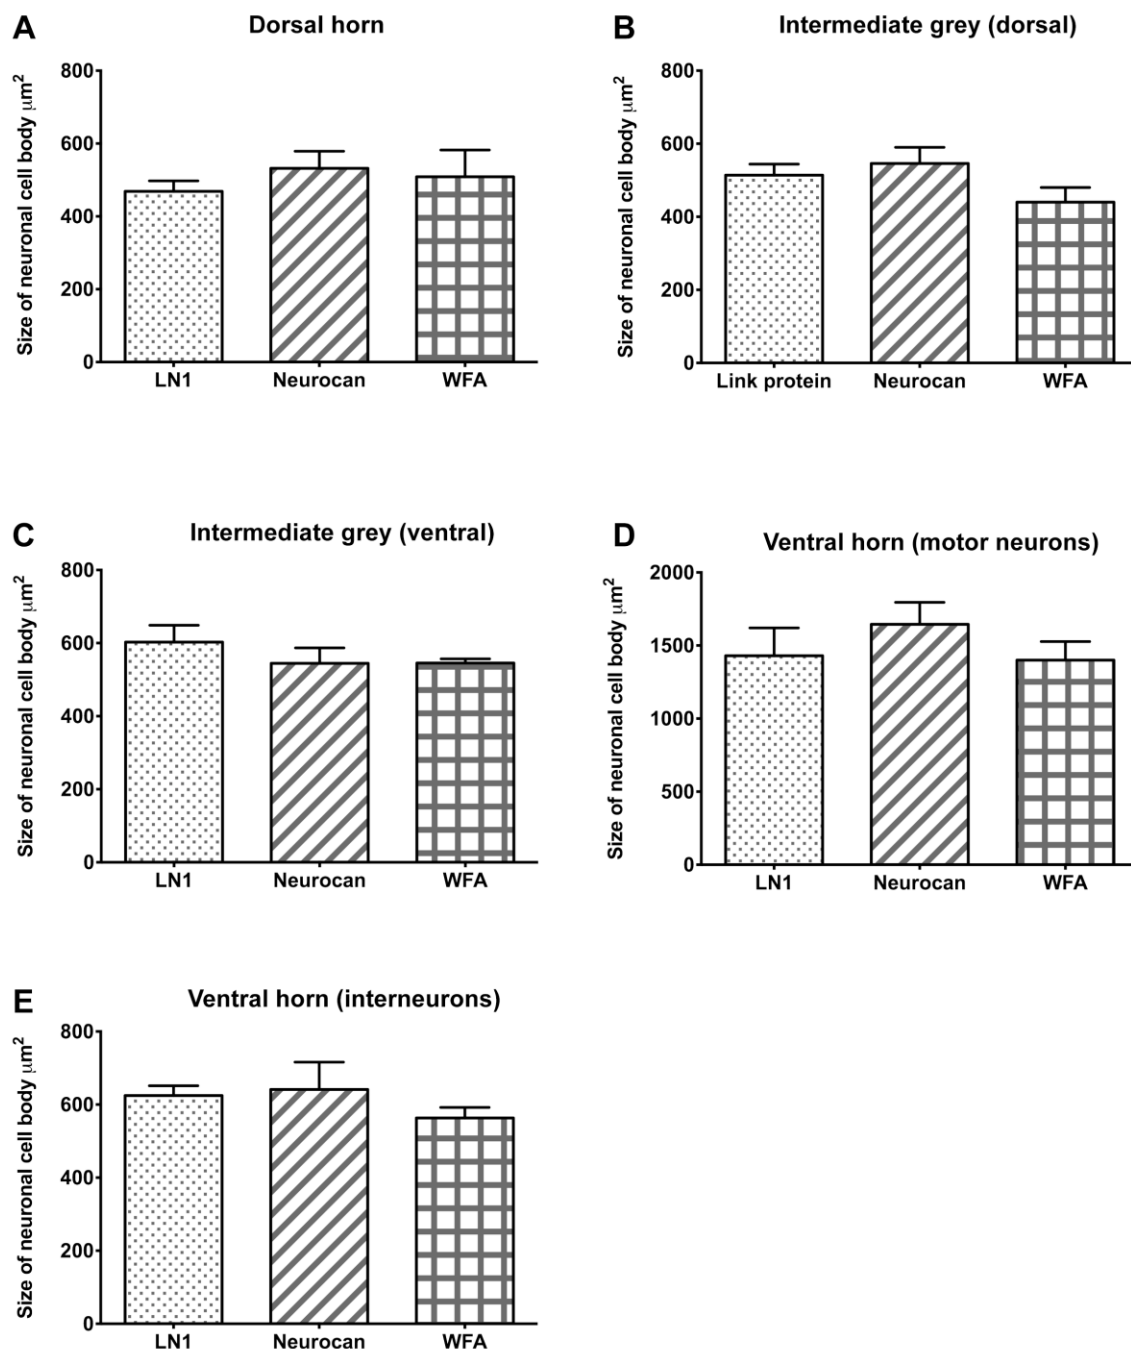 A
Dorsal horn
Size of neuronal cell body µm²
800
600
400
200
0
LN1 Neurocan WFA
B
Intermediate grey (dorsal)
Size of neuronal cell body µm²
800
600
400
200
0
Link protein Neurocan WFA
C
Intermediate grey (ventral)
Size of neuronal cell body µm²
800
600
400
200
0
LN1 Neurocan WFA
D
Ventral horn (motor neurons)
Size of neuronal cell body µm²
2000
1500
1000
500
0
LN1 Neurocan WFA
E
Ventral horn (interneurons)
Size of neuronal cell body µm²
800
600
400
200
0
LN1 Neurocan WFA